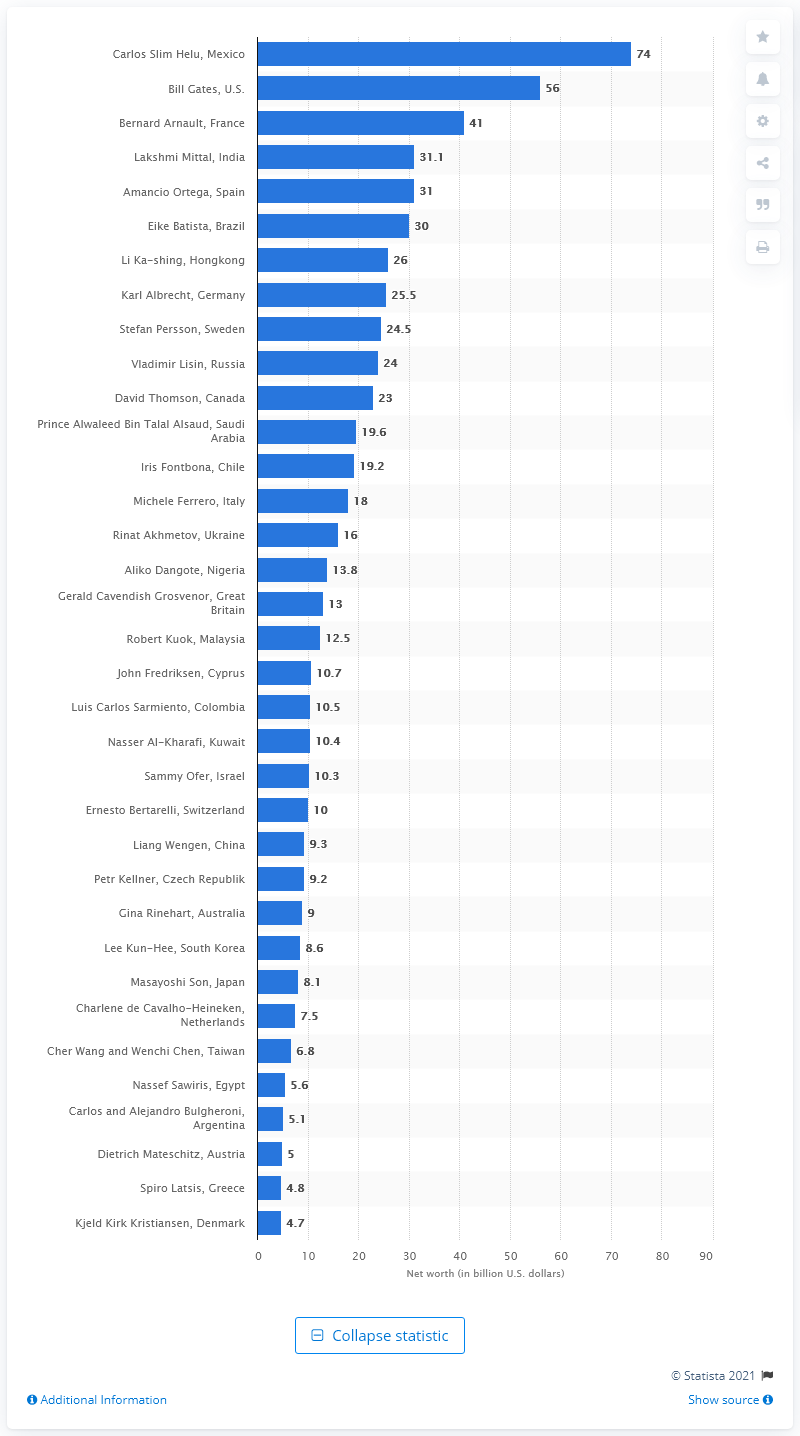 Carlos Slim Helu, Mexico 74
Bill Gates, U.S. 56
Bernard Arnault, France 41
Lakshmi Mittal, India 31.1
Amancio Ortega, Spain 31
Eike Batista, Brazil 30
Li Ka-shing, Hongkong 26
Karl Albrecht, Germany 25.5
Stefan Persson, Sweden 24.5
Vladimir Lisin, Russia 24
David Thomson, Canada 23
Prince Alwaleed Bin Talal Alsaud, Saudi
Arabia 19.6
Iris Fontbona, Chile 19.2
Michele Ferrero, Italy 18
Rinat Akhmetov, Ukraine 16
Aliko Dangote, Nigeria 13.8
Gerald Cavendish Grosvenor, Great
Britain 13
Robert Kuok, Malaysia 12.5
John Fredriksen, Cyprus 10.7
Luis Carlos Sarmiento, Colombia 10.5
Nasser Al-Kharafi, Kuwait 10.4
Sammy Ofer, Israel 10.3
Ernesto Bertarelli, Switzerland 10
Liang Wengen, China 9.3
Petr Kellner, Czech Republik 9.2
Gina Rinehart, Australia 9
Lee Kun-Hee, South Korea 8.6
Masayoshi Son, Japan 8.1
Charlene de Cavalho-Heineken,
Netherlands 7.5
Cher Wang and Wenchi Chen, Taiwan 6.8
Nassef Sawiris, Egypt 5.6
Carlos and Alejandro Bulgheroni,
Argentina 5.1
Dietrich Mateschitz, Austria 5
Spiro Latsis, Greece 4.8
Kjeld Kirk Kristiansen, Denmark 4.7
0 10 20 30 40 50 60 70 80 90
Net worth (in billion U.S. dollars)
Collapse statistic
© Statista 2021
Additional Information
Show source